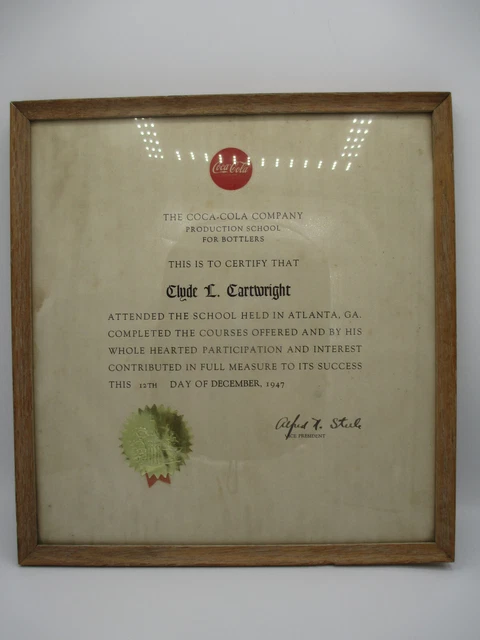 Coca-Cola
THE COCA-COLA COMPANY
PRODUCTION SCHOOL
FOR BOTTLERS
THIS IS TO CERTIFY THAT
Clyde L. Cartwright
ATTENDED THE SCHOOL HELD IN ATLANTA, GA.
COMPLETED THE COURSES OFFERED AND BY HIS
WHOLE HEARTED PARTICIPATION AND INTEREST
CONTRIBUTED IN FULL MEASURE TO ITS SUCCESS
THIS 12TH DAY OF DECEMBER, 1947
Alfred N. Steele
VICE PRESIDENT